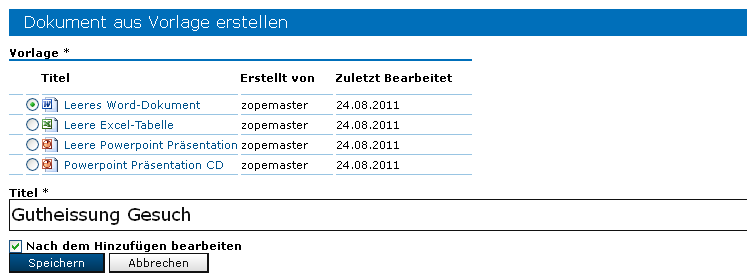 Dokument aus Vorlage erstellen
Vorlage *
Titel Erstellt von Zuletzt Bearbeitet
Leeres Word-Dokument zopemaster 24.08.2011
Leere Excel-Tabelle zopemaster 24.08.2011
Leere Powerpoint Präsentation zopemaster 24.08.2011
Powerpoint Präsentation CD zopemaster 24.08.2011
Titel *
Gutheissung Gesuch
Nach dem Hinzufügen bearbeiten
Speichern Abbrechen